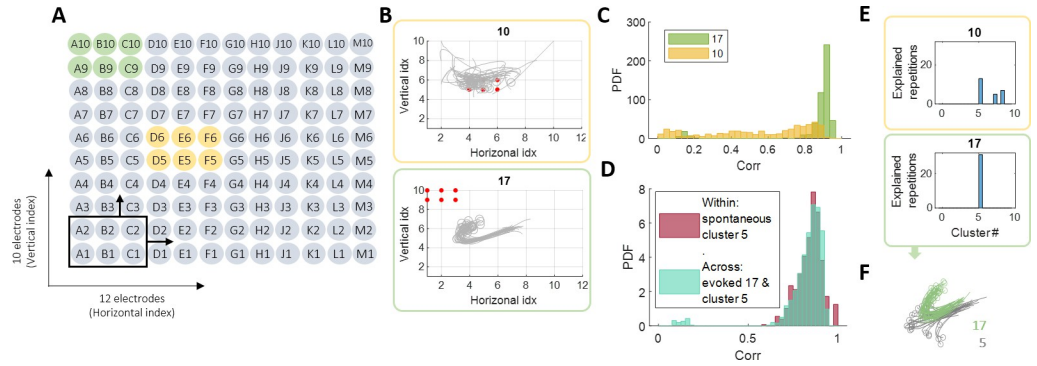 A
A10 B10 C10 D10 E10 F10 G10 H10 J10 K10 L10 M10
A9 B9 C9 D9 E9 F9 G9 H9 J9 K9 L9 M9
A8 B8 C8 D8 E8 F8 G8 H8 J8 K8 L8 M8
A7 B7 C7 D7 E7 F7 G7 H7 J7 K7 L7 M7
A6 B6 C6 D6 E6 F6 G6 H6 J6 K6 L6 M6
A5 B5 C5 D5 E5 F5 G5 H5 J5 K5 L5 M5
A4 B4 C4 D4 E4 F4 G4 H4 J4 K4 L4 M4
A3 B3 C3 D3 E3 F3 G3 H3 J3 K3 L3 M3
A2 B2 C2 D2 E2 F2 G2 H2 J2 K2 L2 M2
A1 B1 C1 D1 E1 F1 G1 H1 J1 K1 L1 M1
10 electrodes
(Vertical index)
12 electrodes
(Horizontal index)
B
10
Vertical idx
10
8
6
4
2
2 4 6 8 10 12
Horizonal idx
17
Vertical idx
10
8
6
4
2
2 4 6 8 10 12
Horizonal idx
C
PDF
300
200
100
0
17
10
0 0.2 0.4 0.6 0.8 1
Corr
D
PDF
8
6
4
2
0
Within:
spontaneous
cluster 5
.
Across:
evoked 17 &
cluster 5
0 0.5 1
Corr
E
10
Explained
repetitions
20
0
0 5 10
17
Explained
repetitions
20
0
0 5 10
Cluster #
F
17
5